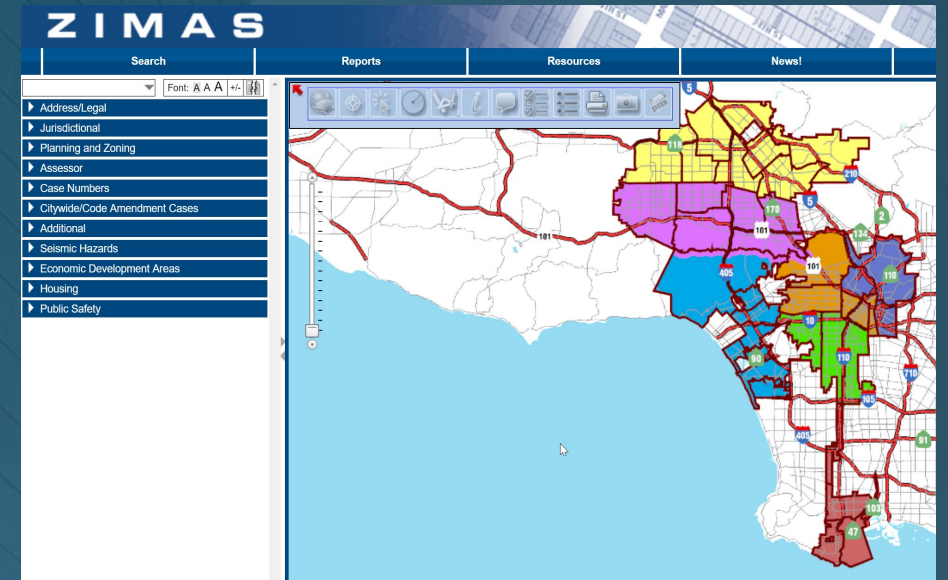 ZIMAS
Search
Reports
Resources
News!
Font: A A A +/-
Address/Legal
Jurisdictional
Planning and Zoning
Assessor
Case Numbers
Citywide/Code Amendment Cases
Additional
Seismic Hazards
Economic Development Areas
Housing
Public Safety
5
118
210
170
5
2
101
101
134
405
101
110
10
90
110
710
105
405
91
103
47